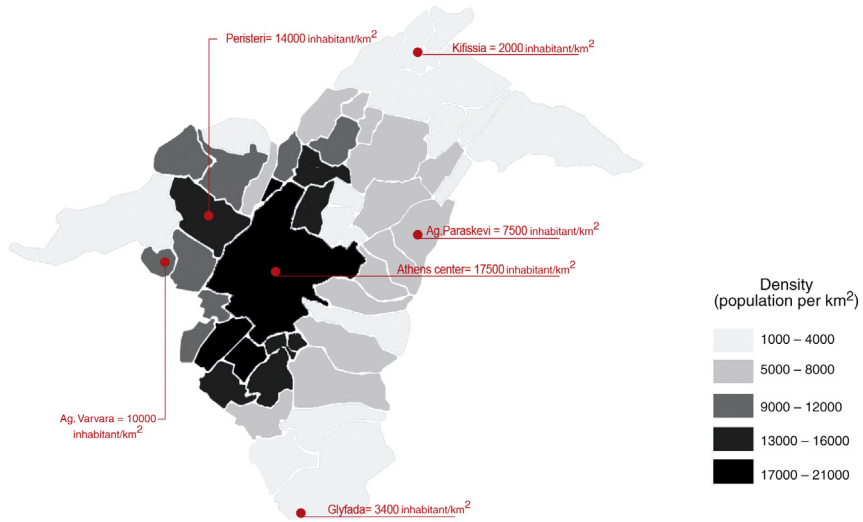 Peristeri= 14000 inhabitant/km2
Kifissia = 2000 inhabitant/km2
Ag.Paraskevi = 7500 inhabitant/km2
Athens center= 17500 inhabitant/km2
Ag. Varvara = 10000
inhabitant/km2
Glyfada= 3400 inhabitant/km2
Density
(population per km2)
1000 – 4000
5000 – 8000
9000 – 12000
13000 – 16000
17000 – 21000